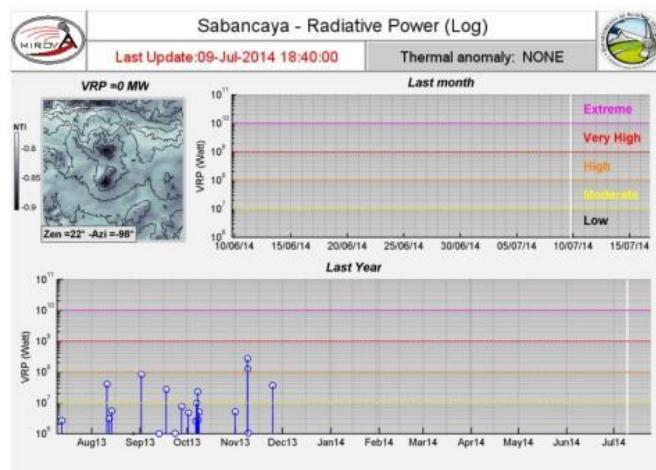 MIROVA
Sabancaya - Radiative Power (Log)
Last Update:09-Jul-2014 18:40:00
Thermal anomaly: NONE
VRP =0 MW
NTI
-0.8
-0.85
-0.9
Zen =22° -Azi =-98°
Last month
VRP (Watt)
10^11
10^10
10^9
10^8
10^7
10^6
Extreme
Very High
High
Moderate
Low
10/06/14 15/06/14 20/06/14 25/06/14 30/06/14 05/07/14 10/07/14 15/07/14
Last Year
VRP (Watt)
10^11
10^10
10^9
10^8
10^7
10^6
Aug13 Sep13 Oct13 Nov13 Dec13 Jan14 Feb14 Mar14 Apr14 May14 Jun14 Jul14